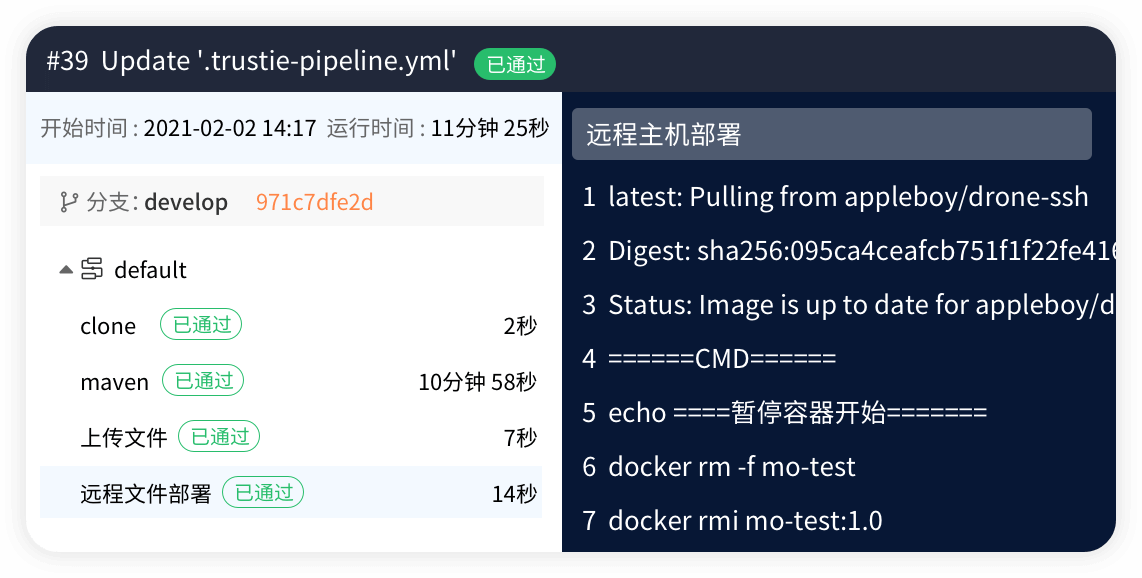 #39 Update '.trustie-pipeline.yml' 已通过
开始时间 : 2021-02-02 14:17 运行时间 : 11分钟 25秒
分支: develop 971c7dfe2d
default
clone 已通过 2秒
maven 已通过 10分钟 58秒
上传文件 已通过 7秒
远程文件部署 已通过 14秒
远程主机部署
1 latest: Pulling from appleboy/drone-ssh
2 Digest: sha256:095ca4ceafcb751f1f22fe416
3 Status: Image is up to date for appleboy/d
4 ======CMD======
5 echo ====暂停容器开始=======
6 docker rm -f mo-test
7 docker rmi mo-test:1.0